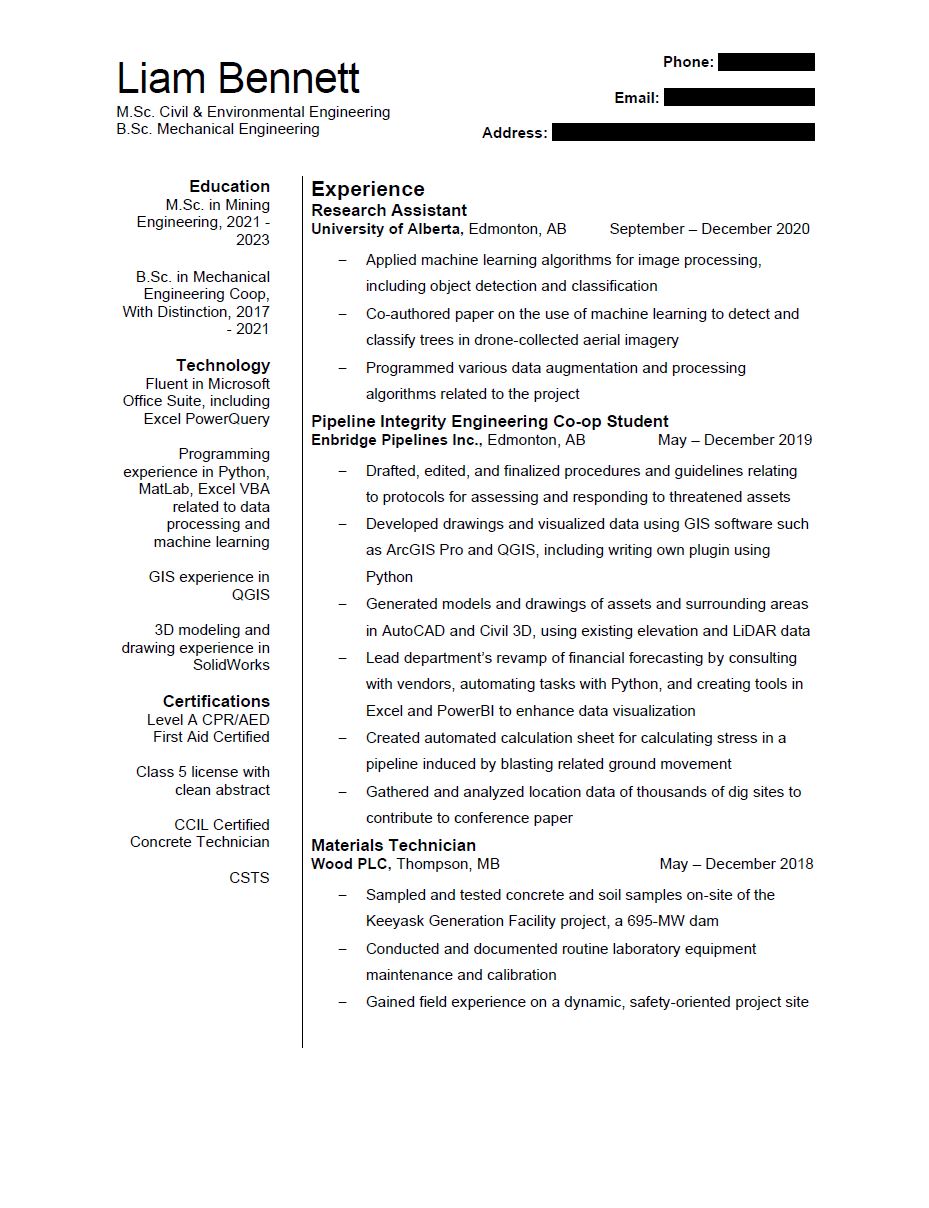 Liam Bennett
M.Sc. Civil & Environmental Engineering
B.Sc. Mechanical Engineering
Phone:
Email:
Address:
Education
M.Sc. in Mining
Engineering, 2021 -
2023
B.Sc. in Mechanical
Engineering Coop,
With Distinction, 2017
- 2021
Technology
Fluent in Microsoft
Office Suite, including
Excel PowerQuery
Programming
experience in Python,
MatLab, Excel VBA
related to data
processing and
machine learning
GIS experience in
QGIS
3D modeling and
drawing experience in
SolidWorks
Certifications
Level A CPR/AED
First Aid Certified
Class 5 license with
clean abstract
CCIL Certified
Concrete Technician
CSTS
Experience
Research Assistant
University of Alberta, Edmonton, AB September – December 2020
– Applied machine learning algorithms for image processing,
including object detection and classification
– Co-authored paper on the use of machine learning to detect and
classify trees in drone-collected aerial imagery
– Programmed various data augmentation and processing
algorithms related to the project
Pipeline Integrity Engineering Co-op Student
Enbridge Pipelines Inc., Edmonton, AB May – December 2019
– Drafted, edited, and finalized procedures and guidelines relating
to protocols for assessing and responding to threatened assets
– Developed drawings and visualized data using GIS software such
as ArcGIS Pro and QGIS, including writing own plugin using
Python
– Generated models and drawings of assets and surrounding areas
in AutoCAD and Civil 3D, using existing elevation and LiDAR data
– Lead department’s revamp of financial forecasting by consulting
with vendors, automating tasks with Python, and creating tools in
Excel and PowerBI to enhance data visualization
– Created automated calculation sheet for calculating stress in a
pipeline induced by blasting related ground movement
– Gathered and analyzed location data of thousands of dig sites to
contribute to conference paper
Materials Technician
Wood PLC, Thompson, MB May – December 2018
– Sampled and tested concrete and soil samples on-site of the
Keeyask Generation Facility project, a 695-MW dam
– Conducted and documented routine laboratory equipment
maintenance and calibration
– Gained field experience on a dynamic, safety-oriented project site